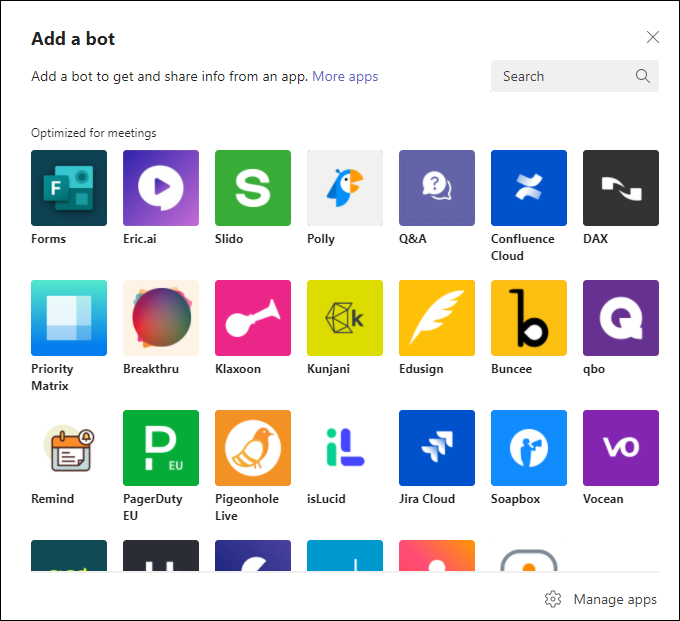 Add a bot
Add a bot to get and share info from an app. More apps
Search
Optimized for meetings
F
S
?
Forms
Eric.ai
Slido
Polly
Q&A
Confluence
Cloud
DAX
k
b
Q
Priority
Matrix
Breakthru
Klaxoon
Kunjani
Edusign
Buncee
qbo
P
EU
iL
VO
Remind
PagerDuty
EU
Pigeonhole
Live
isLucid
Jira Cloud
Soapbox
Vocean
Manage apps